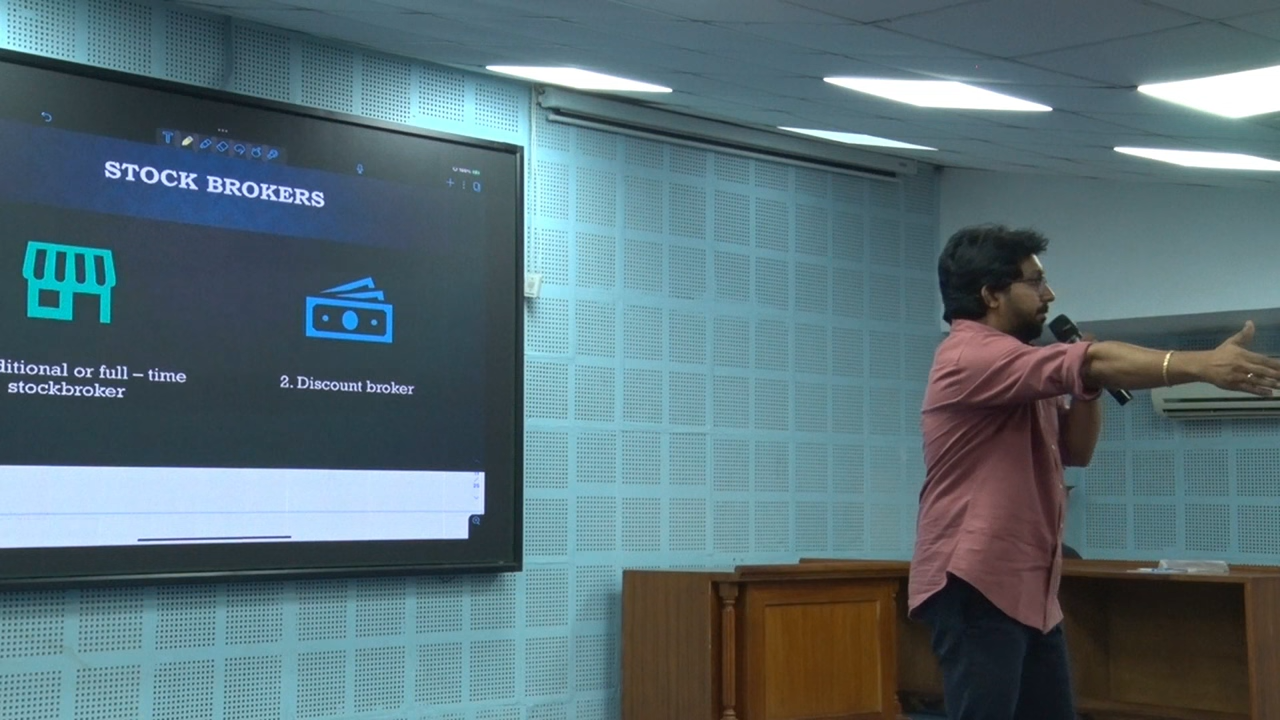 STOCK BROKERS
ditional or full – time
stockbroker
2. Discount broker